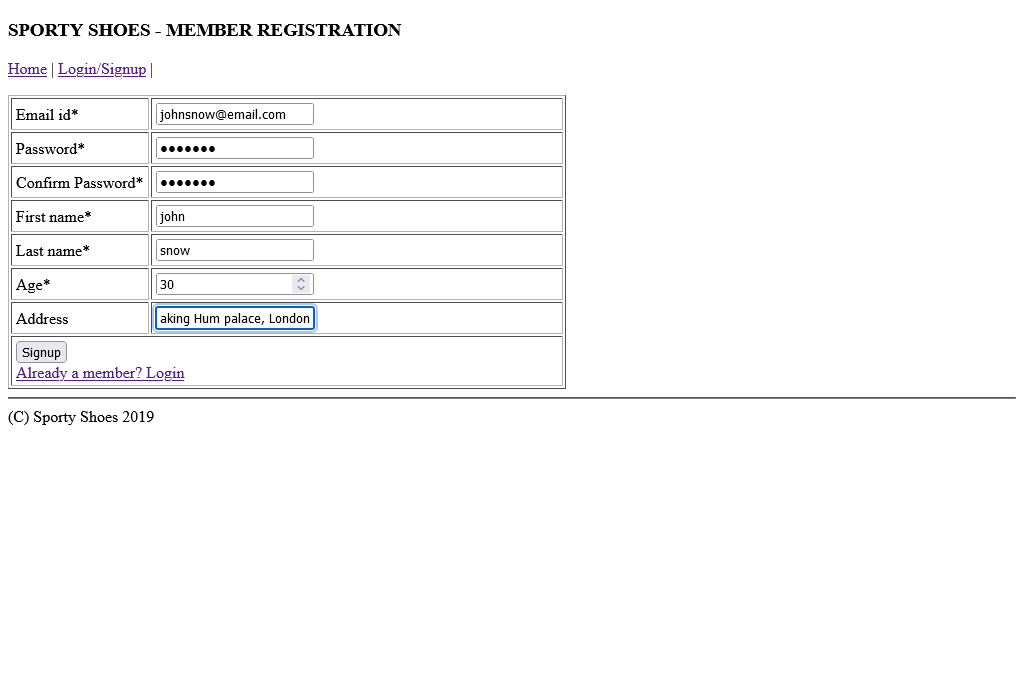 SPORTY SHOES - MEMBER REGISTRATION
Home | Login/Signup |
Email id* johnsnow@email.com
Password* •••••••
Confirm Password* •••••••
First name* john
Last name* snow
Age* 30
Address aking Hum palace, London
Signup
Already a member? Login
(C) Sporty Shoes 2019